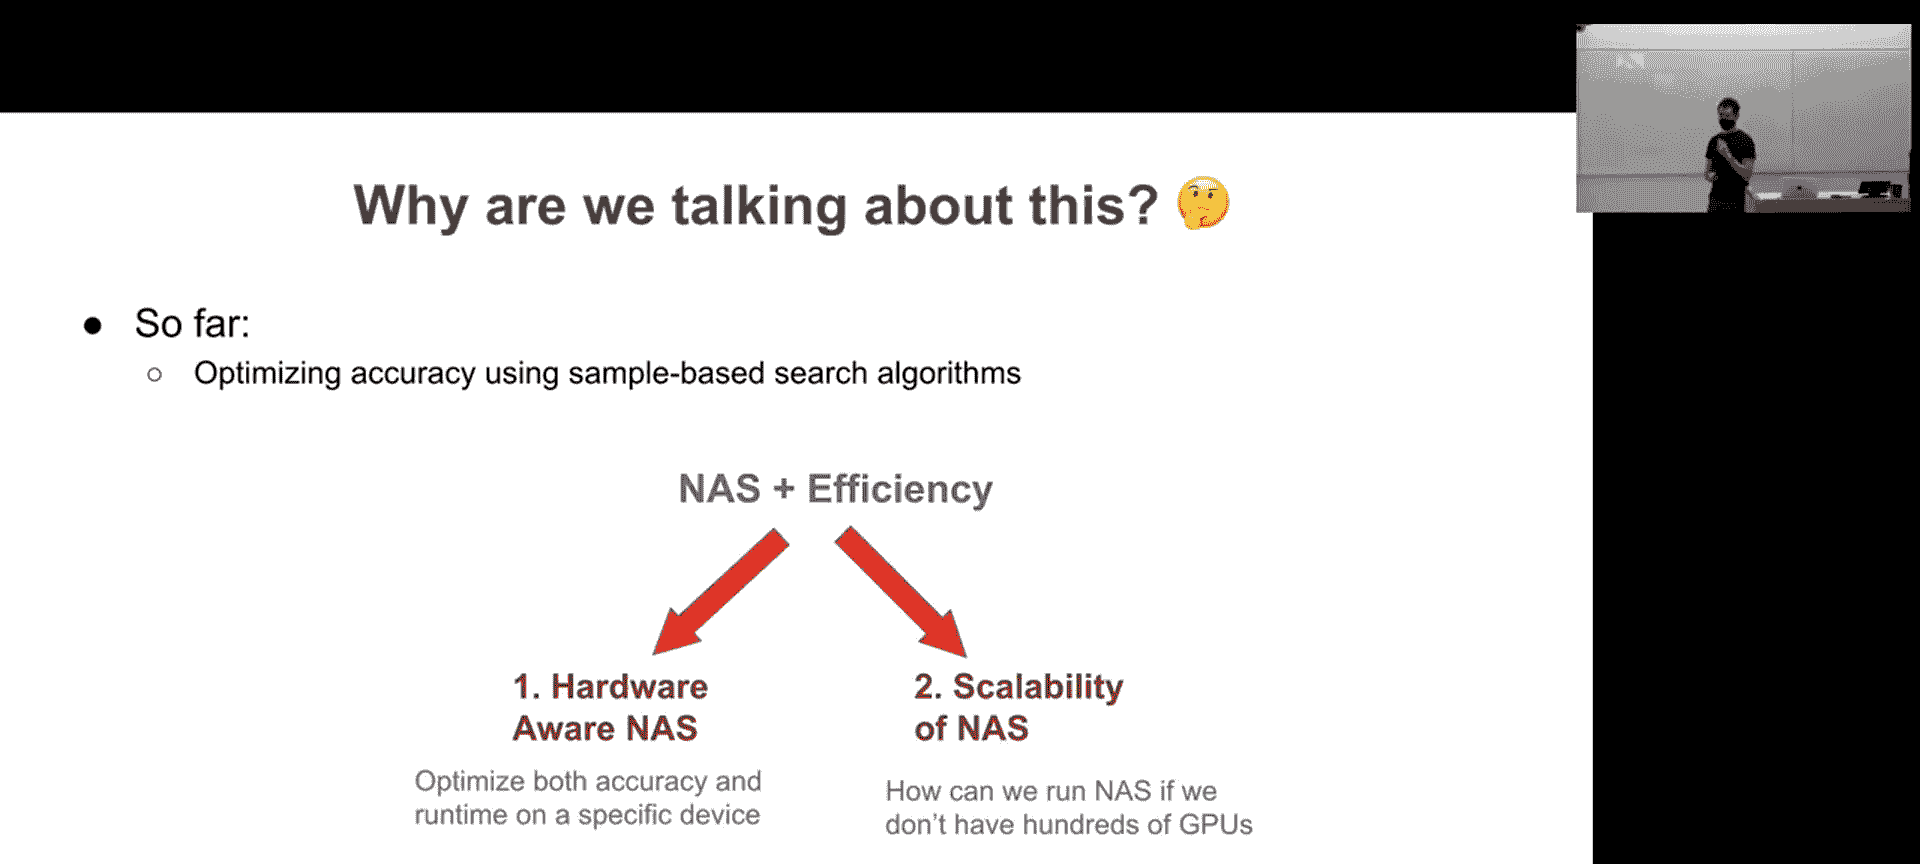 Why are we talking about this? 🤔
● So far:
○ Optimizing accuracy using sample-based search algorithms
NAS + Efficiency
1. Hardware
Aware NAS
Optimize both accuracy and
runtime on a specific device
2. Scalability
of NAS
How can we run NAS if we
don't have hundreds of GPUs